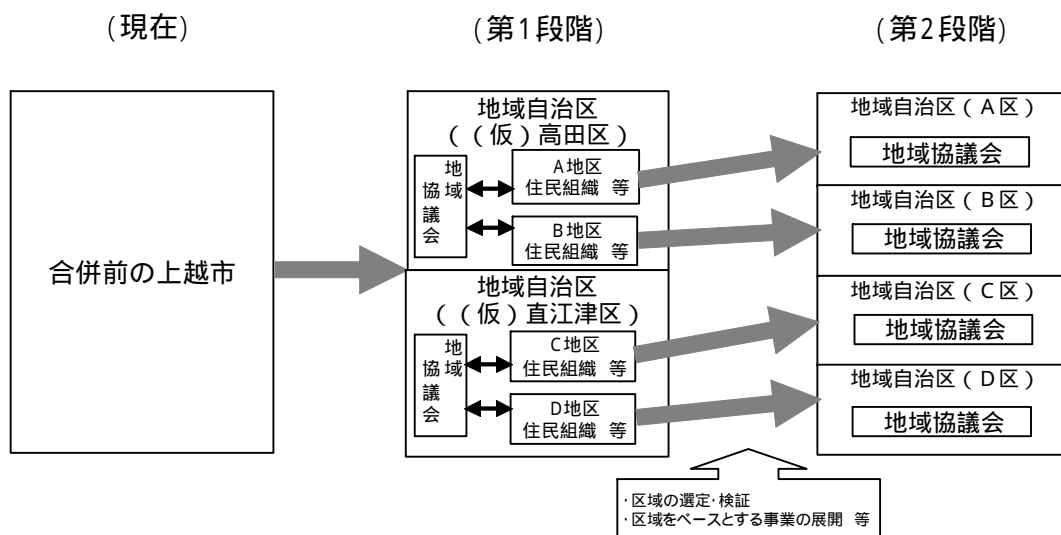 (現在)
(第1段階)
(第2段階)
合併前の上越市
地域自治区
((仮)高田区)
地域協議会
A地区
住民組織 等
B地区
住民組織 等
地域自治区
((仮)直江津区)
地域協議会
C地区
住民組織 等
D地区
住民組織 等
地域自治区(A区)
地域協議会
地域自治区(B区)
地域協議会
地域自治区(C区)
地域協議会
地域自治区(D区)
地域協議会
・区域の選定・検証
・区域をベースとする事業の展開 等